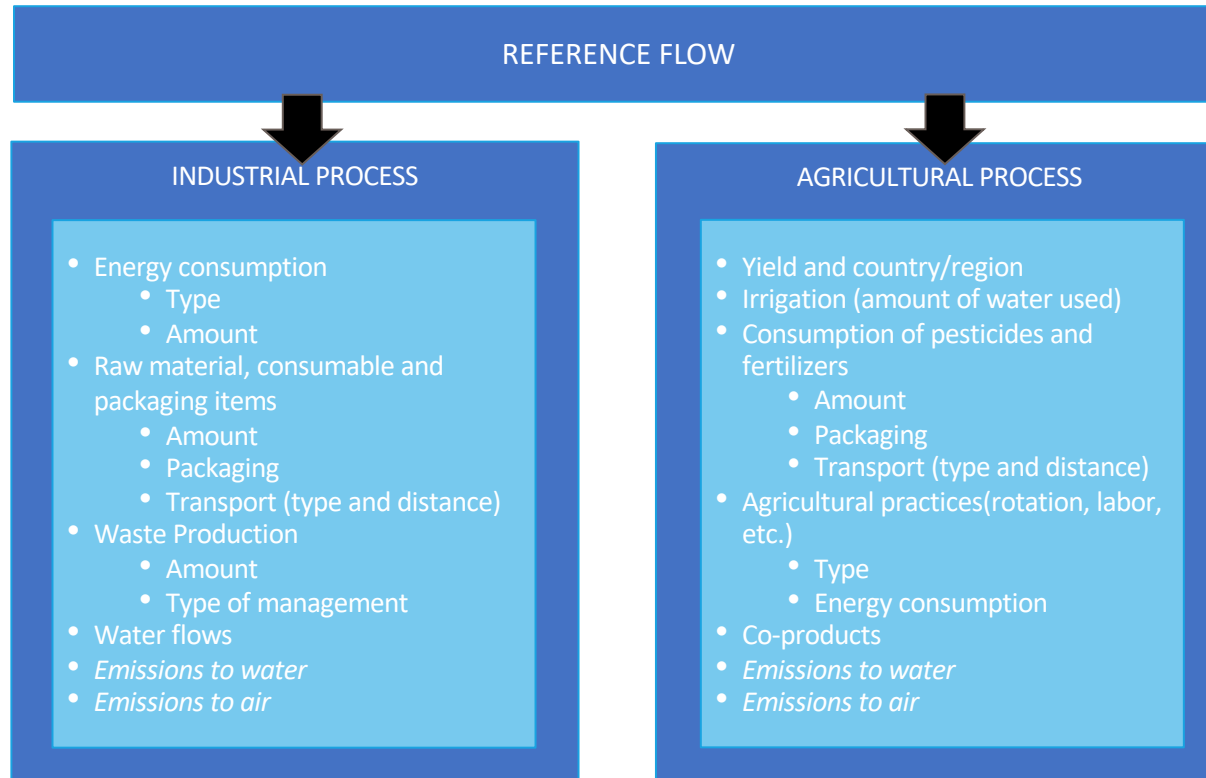 REFERENCE FLOW
INDUSTRIAL PROCESS
• Energy consumption
• Type
• Amount
• Raw material, consumable and
packaging items
• Amount
• Packaging
• Transport (type and distance)
• Waste Production
• Amount
• Type of management
• Water flows
• Emissions to water
• Emissions to air
AGRICULTURAL PROCESS
• Yield and country/region
• Irrigation (amount of water used)
• Consumption of pesticides and
fertilizers
• Amount
• Packaging
• Transport (type and distance)
• Agricultural practices(rotation, labor,
etc.)
• Type
• Energy consumption
• Co-products
• Emissions to water
• Emissions to air